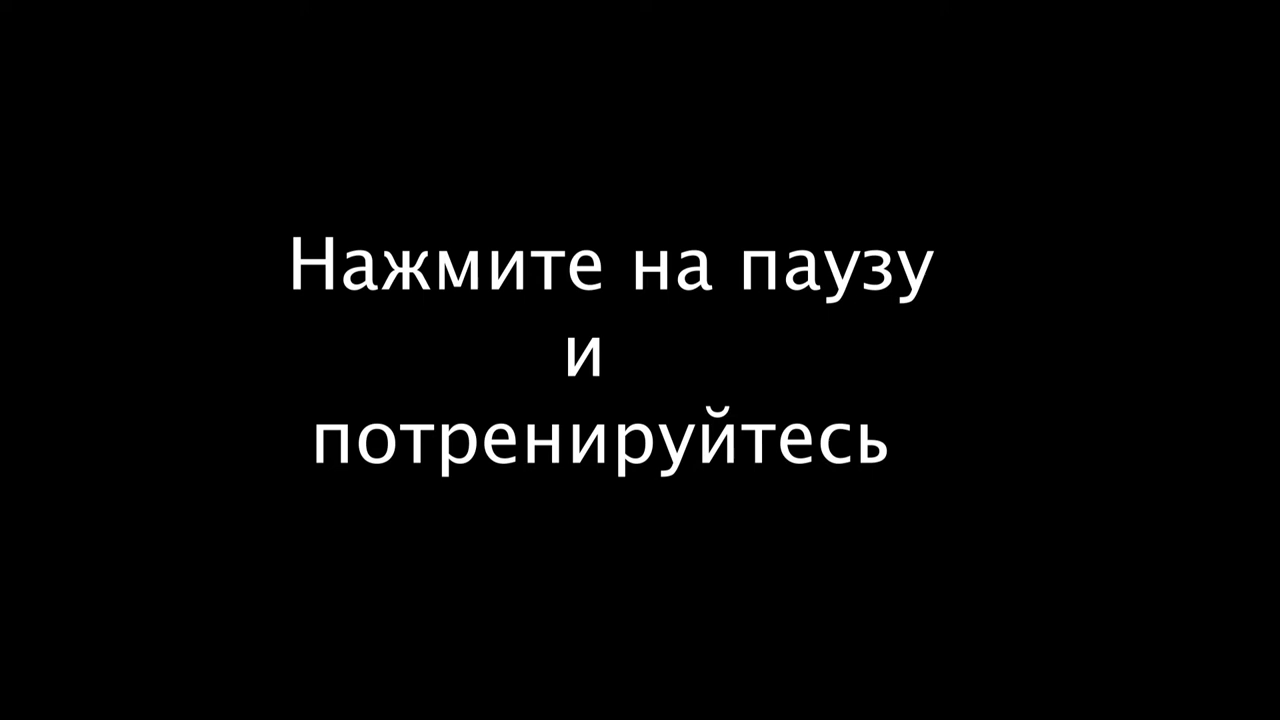 Нажмите на паузу
и
потренируйтесь